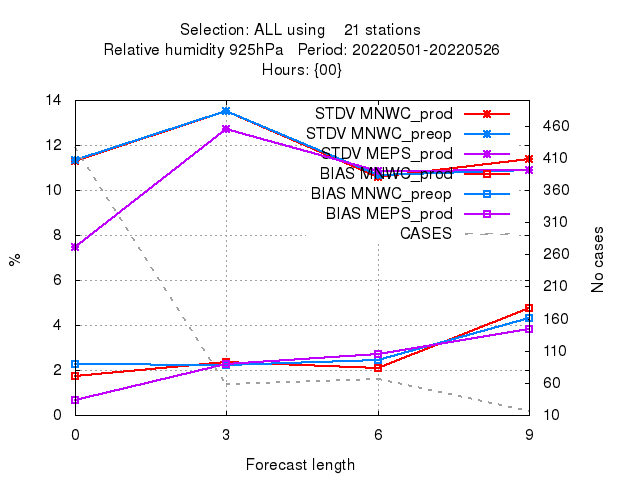 Selection: ALL using 21 stations
Relative humidity 925hPa Period: 20220501-20220526
Hours: {00}
14
12
10
8
6
4
2
0
%
STDV MNWC_prod
STDV MNWC_preop
STDV MEPS_prod
BIAS MNWC_prod
BIAS MNWC_preop
BIAS MEPS_prod
CASES
460
410
360
310
260
210
160
110
60
10
No cases
0 3 6 9
Forecast length